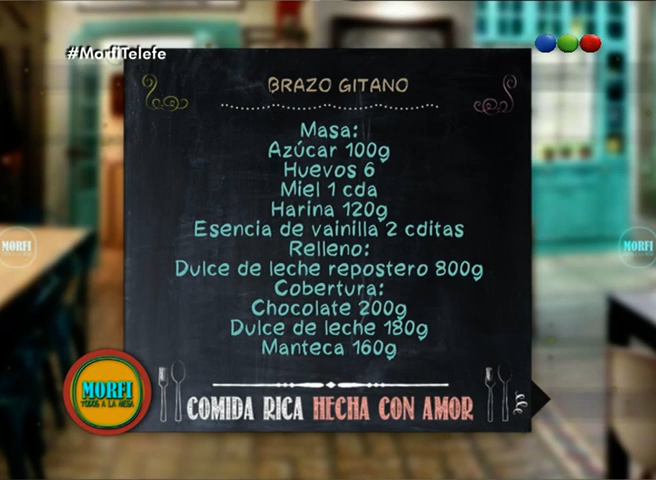 #MorfiTelefe
BRAZO GITANO
Masa:
Azúcar 100g
Huevos 6
Miel 1 cda
Harina 120g
Esencia de vainilla 2 cditas
Relleno:
Dulce de leche repostero 800g
Cobertura:
Chocolate 200g
Dulce de leche 180g
Manteca 160g
MORFI
MORFI
MORFI
TODOS A LA MESA
COMIDA RICA HECHA CON AMOR